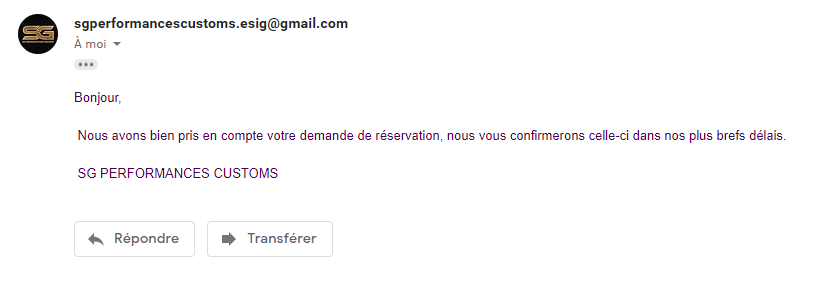 SG
sgperformancescustoms.esig@gmail.com
À moi
Bonjour,
Nous avons bien pris en compte votre demande de réservation, nous vous confirmerons celle-ci dans nos plus brefs délais.
SG PERFORMANCES CUSTOMS
Répondre
Transférer